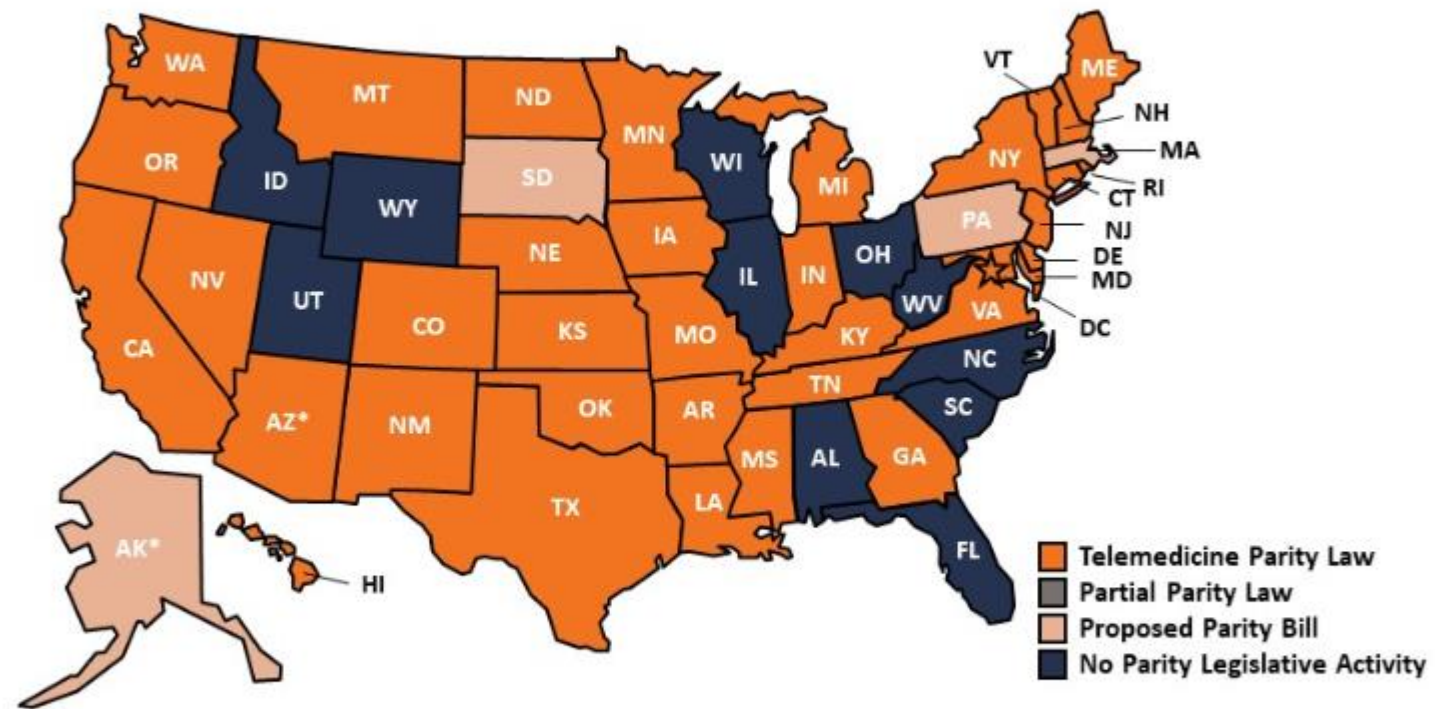 WA
MT
ND
MN
VT
ME
NH
MA
RI
CT
NJ
DE
MD
DC
OR
ID
WY
SD
WI
MI
NY
PA
NV
UT
CO
NE
IA
IL
IN
OH
WV
VA
CA
KS
MO
KY
NC
TN
SC
AZ*
NM
OK
AR
MS
AL
GA
TX
LA
FL
AK*
HI
Telemedicine Parity Law
Partial Parity Law
Proposed Parity Bill
No Parity Legislative Activity